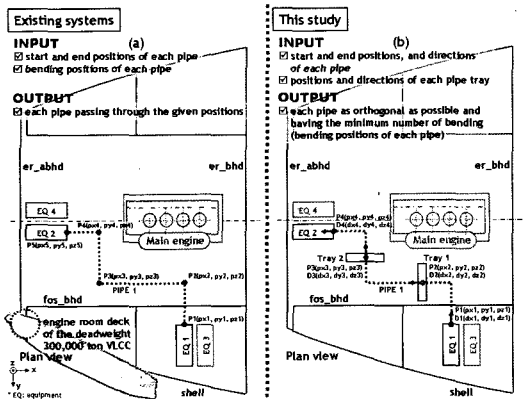 Existing systems
(a)
INPUT
☑ start and end positions of each pipe
☑ bending positions of each pipe
OUTPUT
☑ each pipe passing through the given positions
er_abhd
er_bhd
EQ 4
EQ 2
P4(px4, py4, pz4)
P5(px5, py5, pz5)
Main engine
P3(px3, py3, pz3)
P2(px2, py2, pz2)
PIPE 1
fos_bhd
P1(px1, py1, pz1)
engine room deck
of the deadweight
300,000 ton VLCC
EQ 1
EQ 3
Plan view
z
x
y
* EQ: equipment
shell
This study
(b)
INPUT
☑ start and end positions, and directions
of each pipe
☑ positions and directions of each pipe tray
OUTPUT
☑ each pipe as orthogonal as possible and
having the minimum number of bending
(bending positions of each pipe)
er_abhd
er_bhd
EQ 4
EQ 2
P4(px4, py4, pz4)
D4(dx4, dy4, dz4)
Main engine
Tray 2
Tray 1
P3(px3, py3, pz3)
D3(dx3, dy3, dz3)
P2(px2, py2, pz2)
D2(dx2, dy2, dz2)
PIPE 1
fos_bhd
P1(px1, py1, pz1)
D1(dx1, dy1, dz1)
EQ 1
EQ 3
Plan view
shell